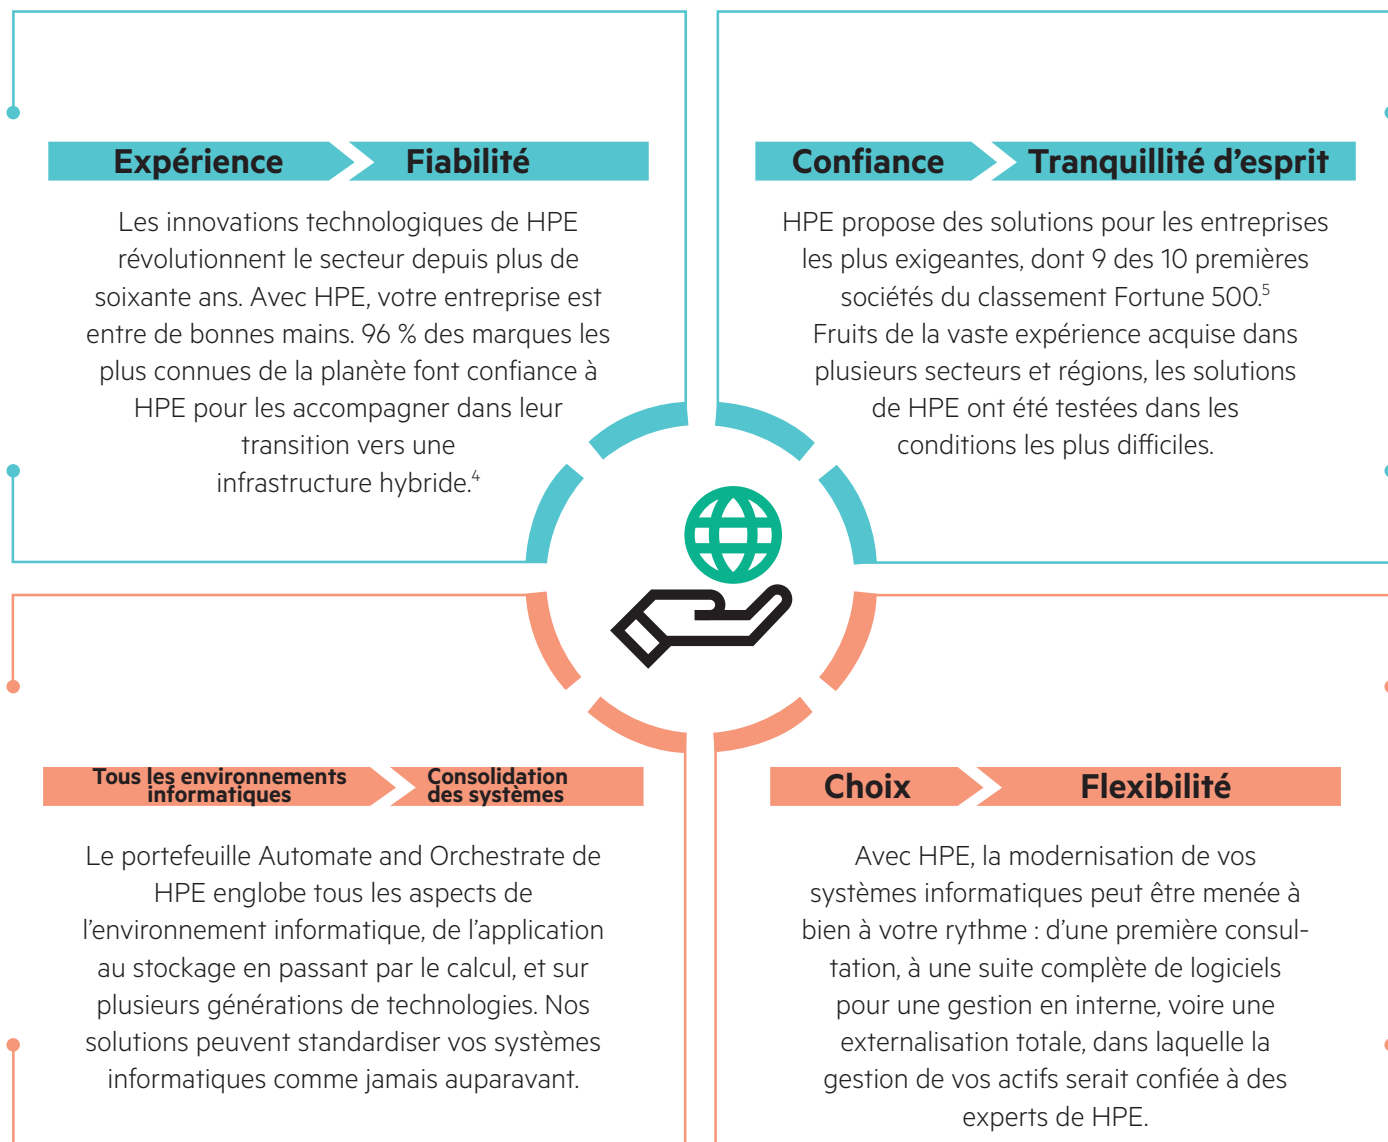 Expérience
Fiabilité
Les innovations technologiques de HPE
révolutionnent le secteur depuis plus de
soixante ans. Avec HPE, votre entreprise est
entre de bonnes mains. 96 % des marques les
plus connues de la planète font confiance à
HPE pour les accompagner dans leur
transition vers une
infrastructure hybride.4
Confiance
Tranquillité d'esprit
HPE propose des solutions pour les entreprises
les plus exigeantes, dont 9 des 10 premières
sociétés du classement Fortune 500.5
Fruits de la vaste expérience acquise dans
plusieurs secteurs et régions, les solutions
de HPE ont été testées dans les
conditions les plus difficiles.
Tous les environnements
informatiques
Consolidation
des systèmes
Le portefeuille Automate and Orchestrate de
HPE englobe tous les aspects de
l'environnement informatique, de l'application
au stockage en passant par le calcul, et sur
plusieurs générations de technologies. Nos
solutions peuvent standardiser vos systèmes
informatiques comme jamais auparavant.
Choix
Flexibilité
Avec HPE, la modernisation de vos
systèmes informatiques peut être menée à
bien à votre rythme : d'une première consul-
tation, à une suite complète de logiciels
pour une gestion en interne, voire une
externalisation totale, dans laquelle la
gestion de vos actifs serait confiée à des
experts de HPE.